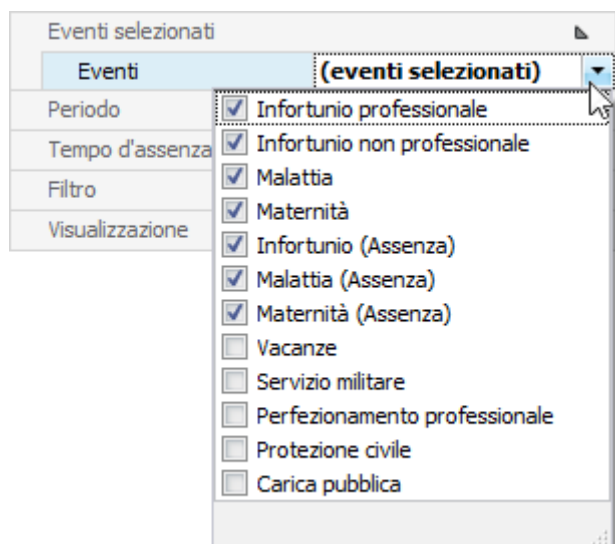 Eventi selezionati
Eventi (eventi selezionati)
Periodo
Tempo d'assenza
Filtro
Visualizzazione
Infortunio professionale
Infortunio non professionale
Malattia
Maternità
Infortunio (Assenza)
Malattia (Assenza)
Maternità (Assenza)
Vacanze
Servizio militare
Perfezionamento professionale
Protezione civile
Carica pubblica